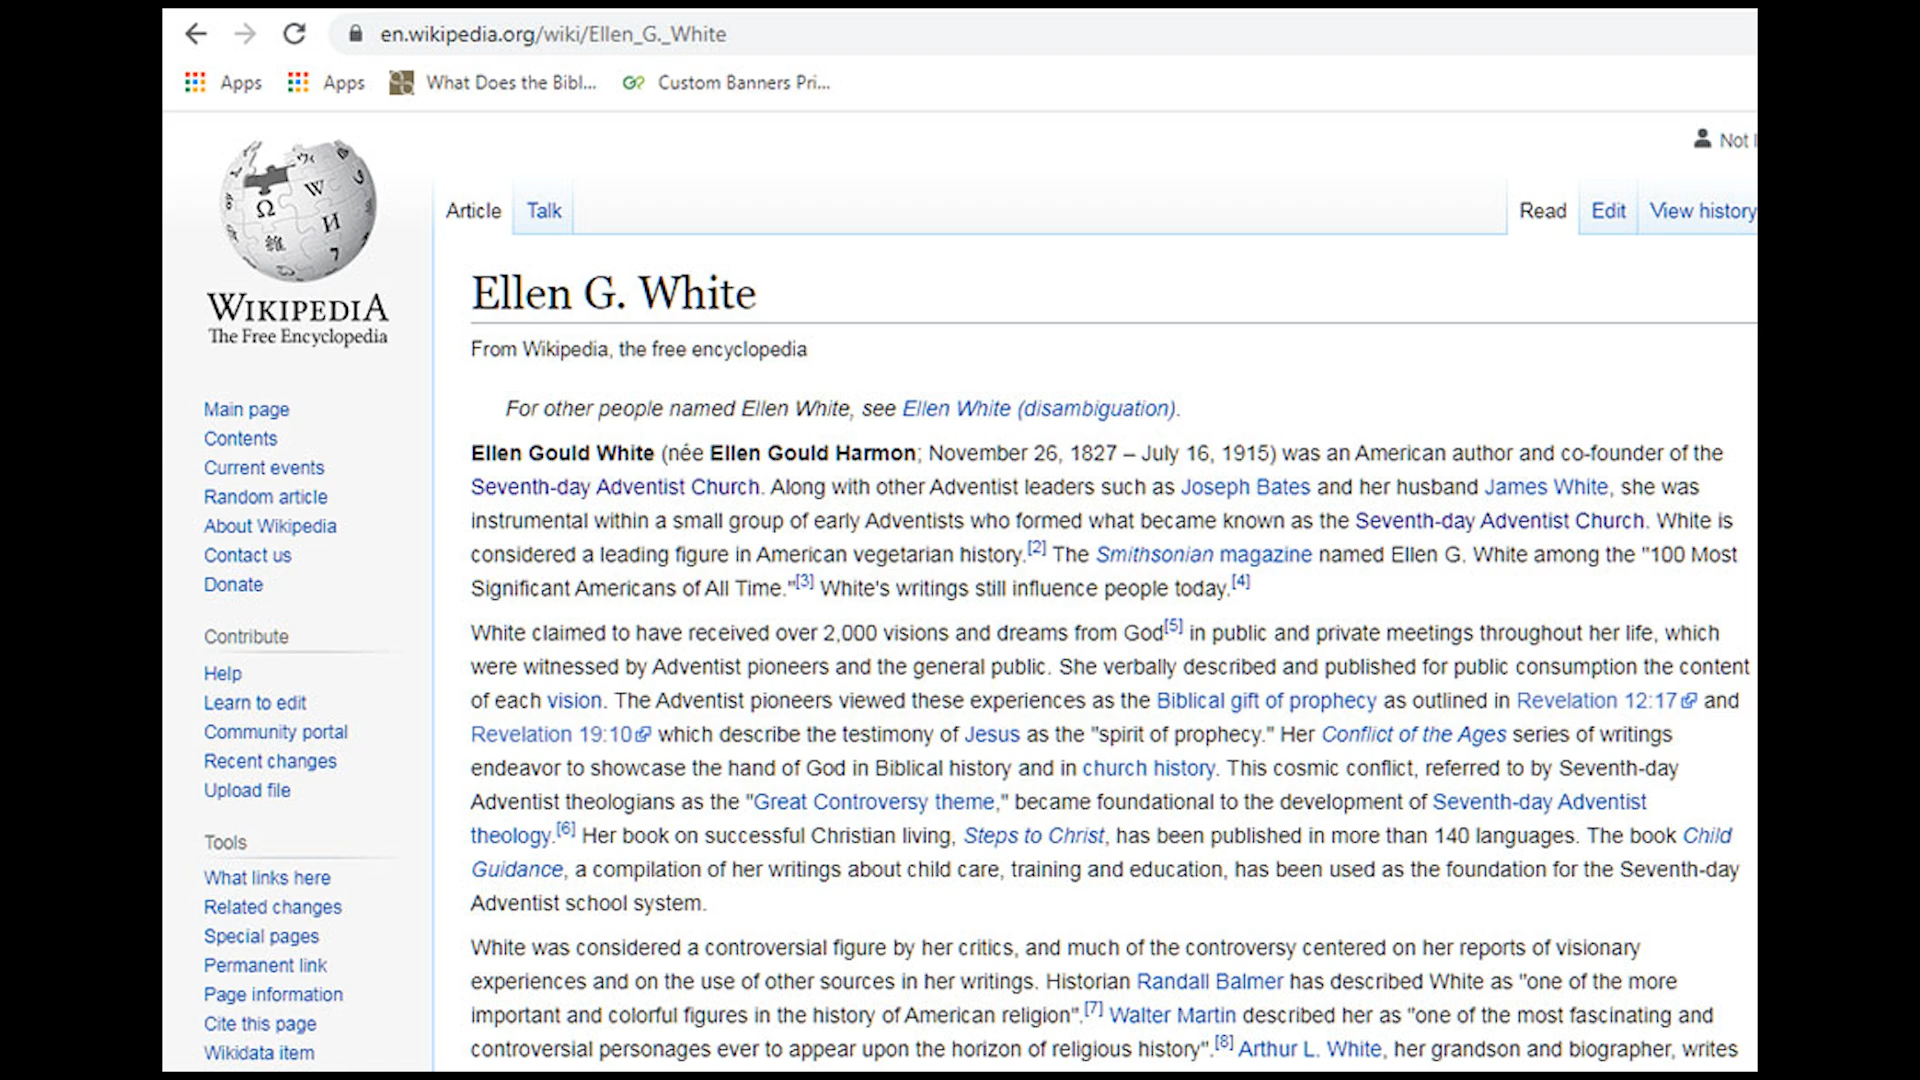 en.wikipedia.org/wiki/Ellen_G._White
Apps
Apps
What Does the Bibl...
Custom Banners Pri...
Not
WIKIPEDIA
The Free Encyclopedia
Main page
Contents
Current events
Random article
About Wikipedia
Contact us
Donate
Contribute
Help
Learn to edit
Community portal
Recent changes
Upload file
Tools
What links here
Related changes
Special pages
Permanent link
Page information
Cite this page
Wikidata item
Article
Talk
Read
Edit
View history
Ellen G. White
From Wikipedia, the free encyclopedia
For other people named Ellen White, see Ellen White (disambiguation).
Ellen Gould White (née Ellen Gould Harmon; November 26, 1827 – July 16, 1915) was an American author and co-founder of the
Seventh-day Adventist Church. Along with other Adventist leaders such as Joseph Bates and her husband James White, she was
instrumental within a small group of early Adventists who formed what became known as the Seventh-day Adventist Church. White is
considered a leading figure in American vegetarian history.[2] The Smithsonian magazine named Ellen G. White among the "100 Most
Significant Americans of All Time."[3] White's writings still influence people today.[4]
White claimed to have received over 2,000 visions and dreams from God[5] in public and private meetings throughout her life, which
were witnessed by Adventist pioneers and the general public. She verbally described and published for public consumption the content
of each vision. The Adventist pioneers viewed these experiences as the Biblical gift of prophecy as outlined in Revelation 12:17 and
Revelation 19:10 which describe the testimony of Jesus as the "spirit of prophecy." Her Conflict of the Ages series of writings
endeavor to showcase the hand of God in Biblical history and in church history. This cosmic conflict, referred to by Seventh-day
Adventist theologians as the "Great Controversy theme," became foundational to the development of Seventh-day Adventist
theology.[6] Her book on successful Christian living, Steps to Christ, has been published in more than 140 languages. The book Child
Guidance, a compilation of her writings about child care, training and education, has been used as the foundation for the Seventh-day
Adventist school system.
White was considered a controversial figure by her critics, and much of the controversy centered on her reports of visionary
experiences and on the use of other sources in her writings. Historian Randall Balmer has described White as "one of the more
important and colorful figures in the history of American religion".[7] Walter Martin described her as "one of the most fascinating and
controversial personages ever to appear upon the horizon of religious history".[8] Arthur L. White, her grandson and biographer, writes